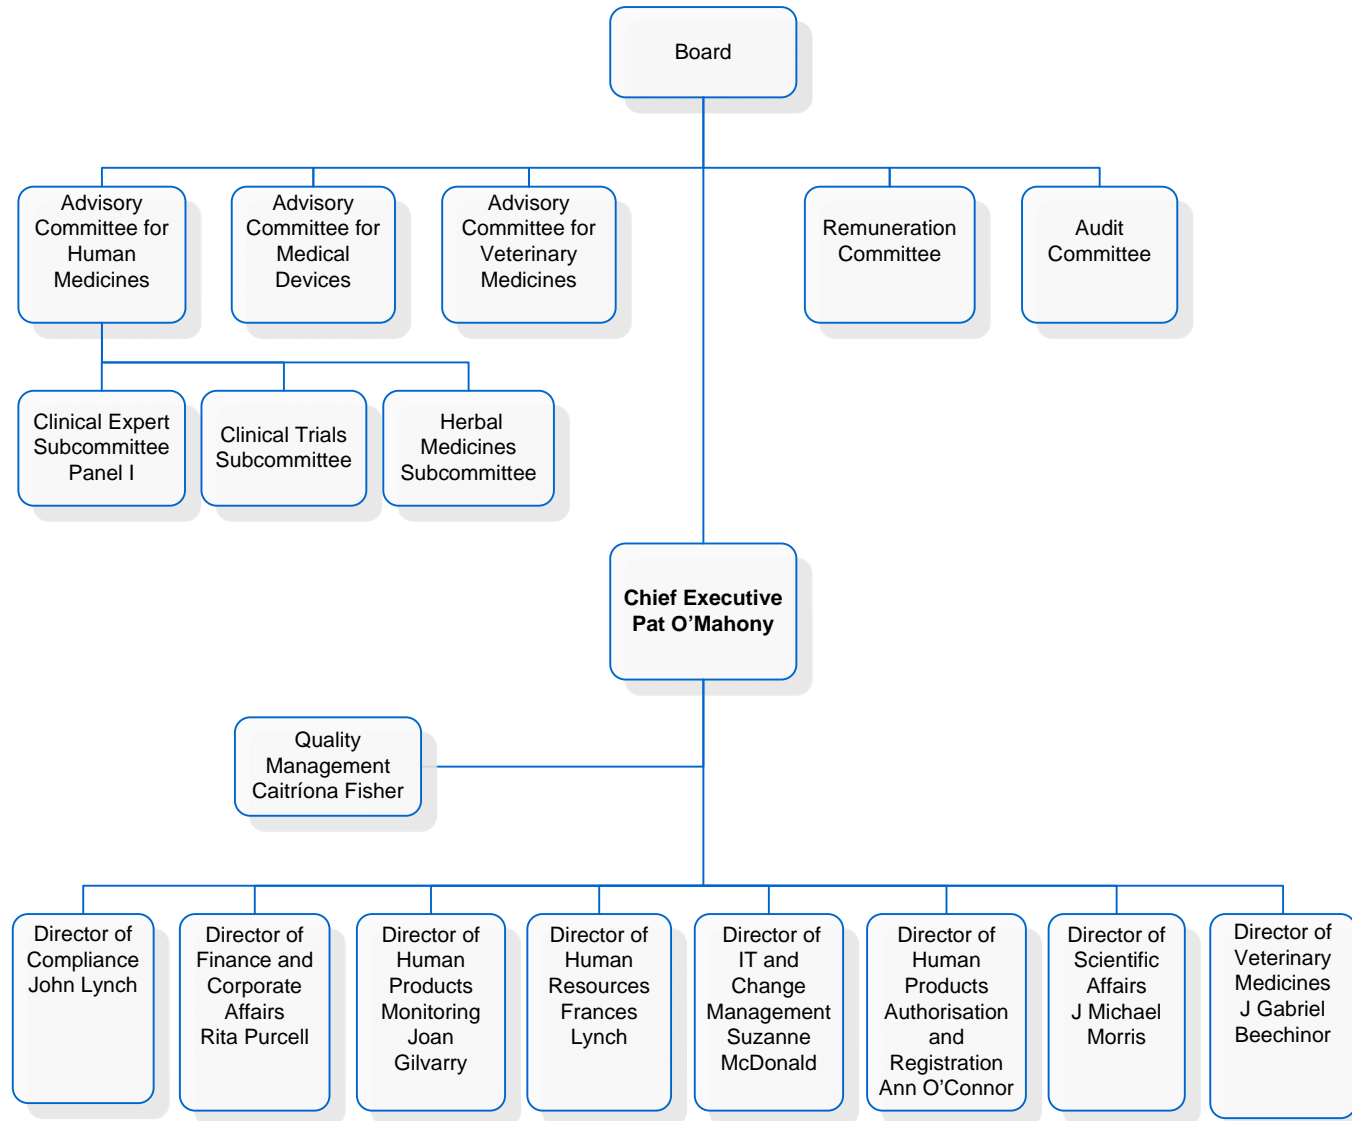 Board
Advisory
Committee for
Human
Medicines
Advisory
Committee for
Medical
Devices
Advisory
Committee for
Veterinary
Medicines
Remuneration
Committee
Audit
Committee
Clinical Expert
Subcommittee
Panel I
Clinical Trials
Subcommittee
Herbal
Medicines
Subcommittee
Chief Executive
Pat O’Mahony
Quality
Management
Caitríona Fisher
Director of
Compliance
John Lynch
Director of
Finance and
Corporate
Affairs
Rita Purcell
Director of
Human
Products
Monitoring
Joan
Gilvarry
Director of
Human
Resources
Frances
Lynch
Director of
IT and
Change
Management
Suzanne
McDonald
Director of
Human
Products
Authorisation
and
Registration
Ann O’Connor
Director of
Scientific
Affairs
J Michael
Morris
Director of
Veterinary
Medicines
J Gabriel
Beechinor